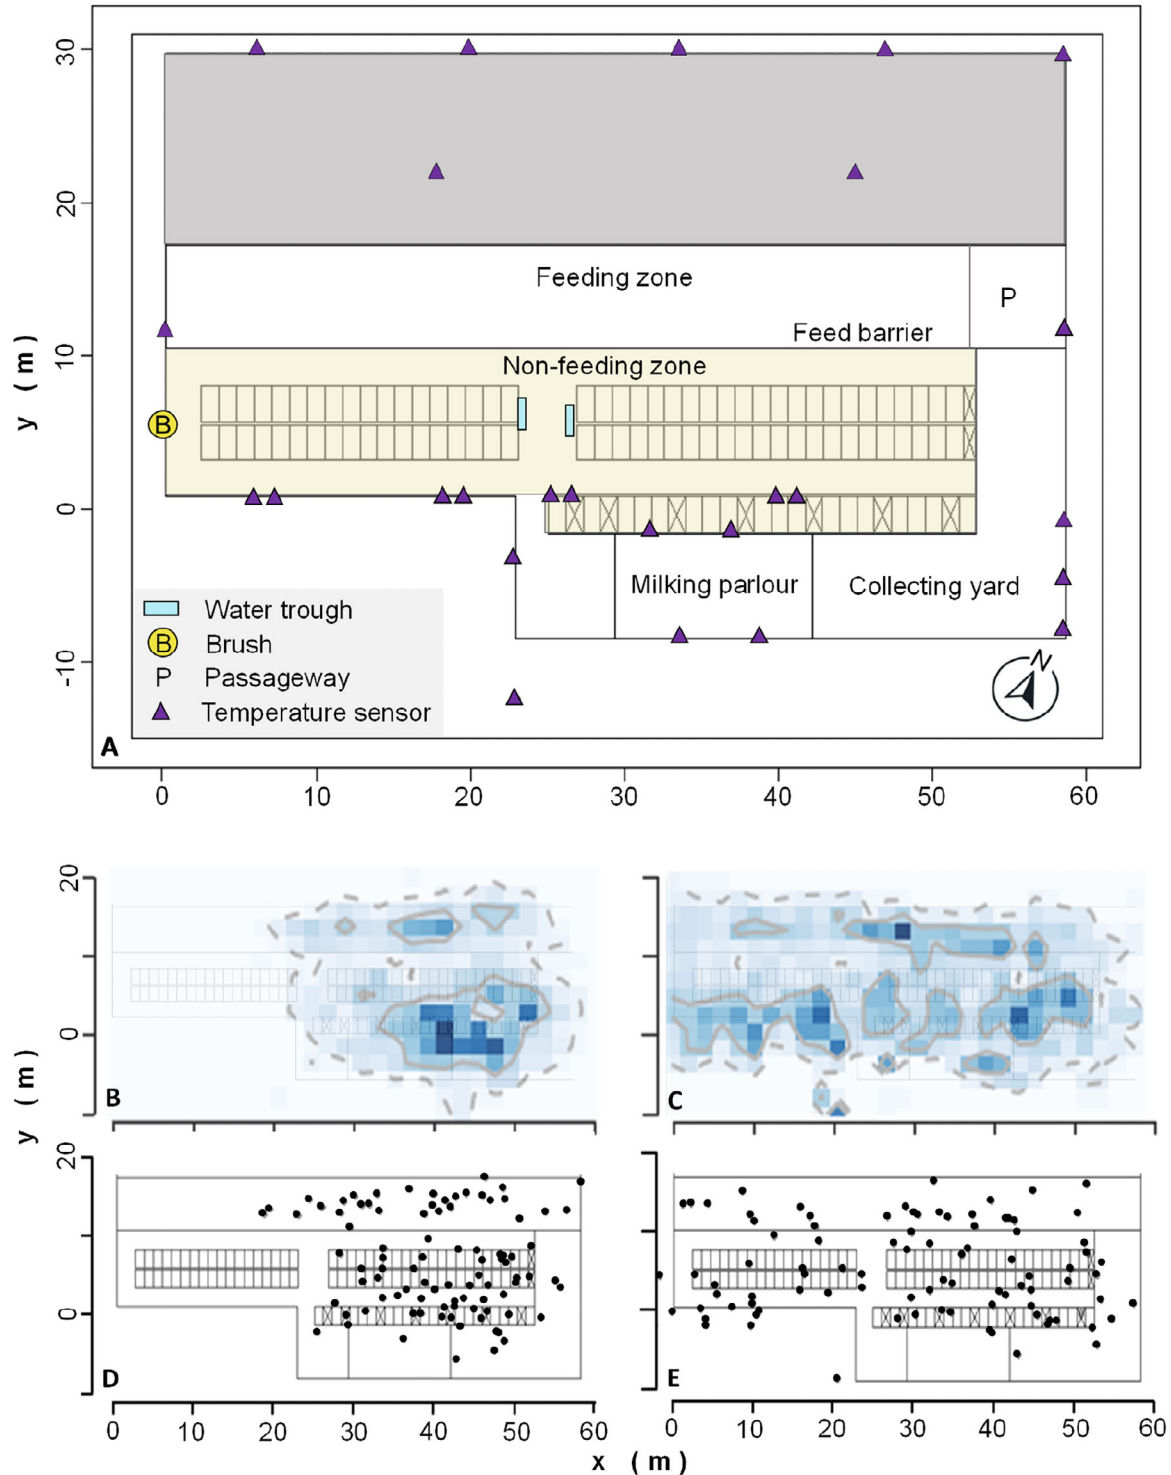 30
20
10
0
-10
y (m)
Feeding zone
P
Feed barrier
Non-feeding zone
B
Milking parlour
Collecting yard
Water trough
B Brush
P Passageway
Temperature sensor
N
A
0 10 20 30 40 50 60
20
0
y (m)
B
C
20
0
D
E
0 10 20 30 40 50 60
0 10 20 30 40 50 60
x (m)